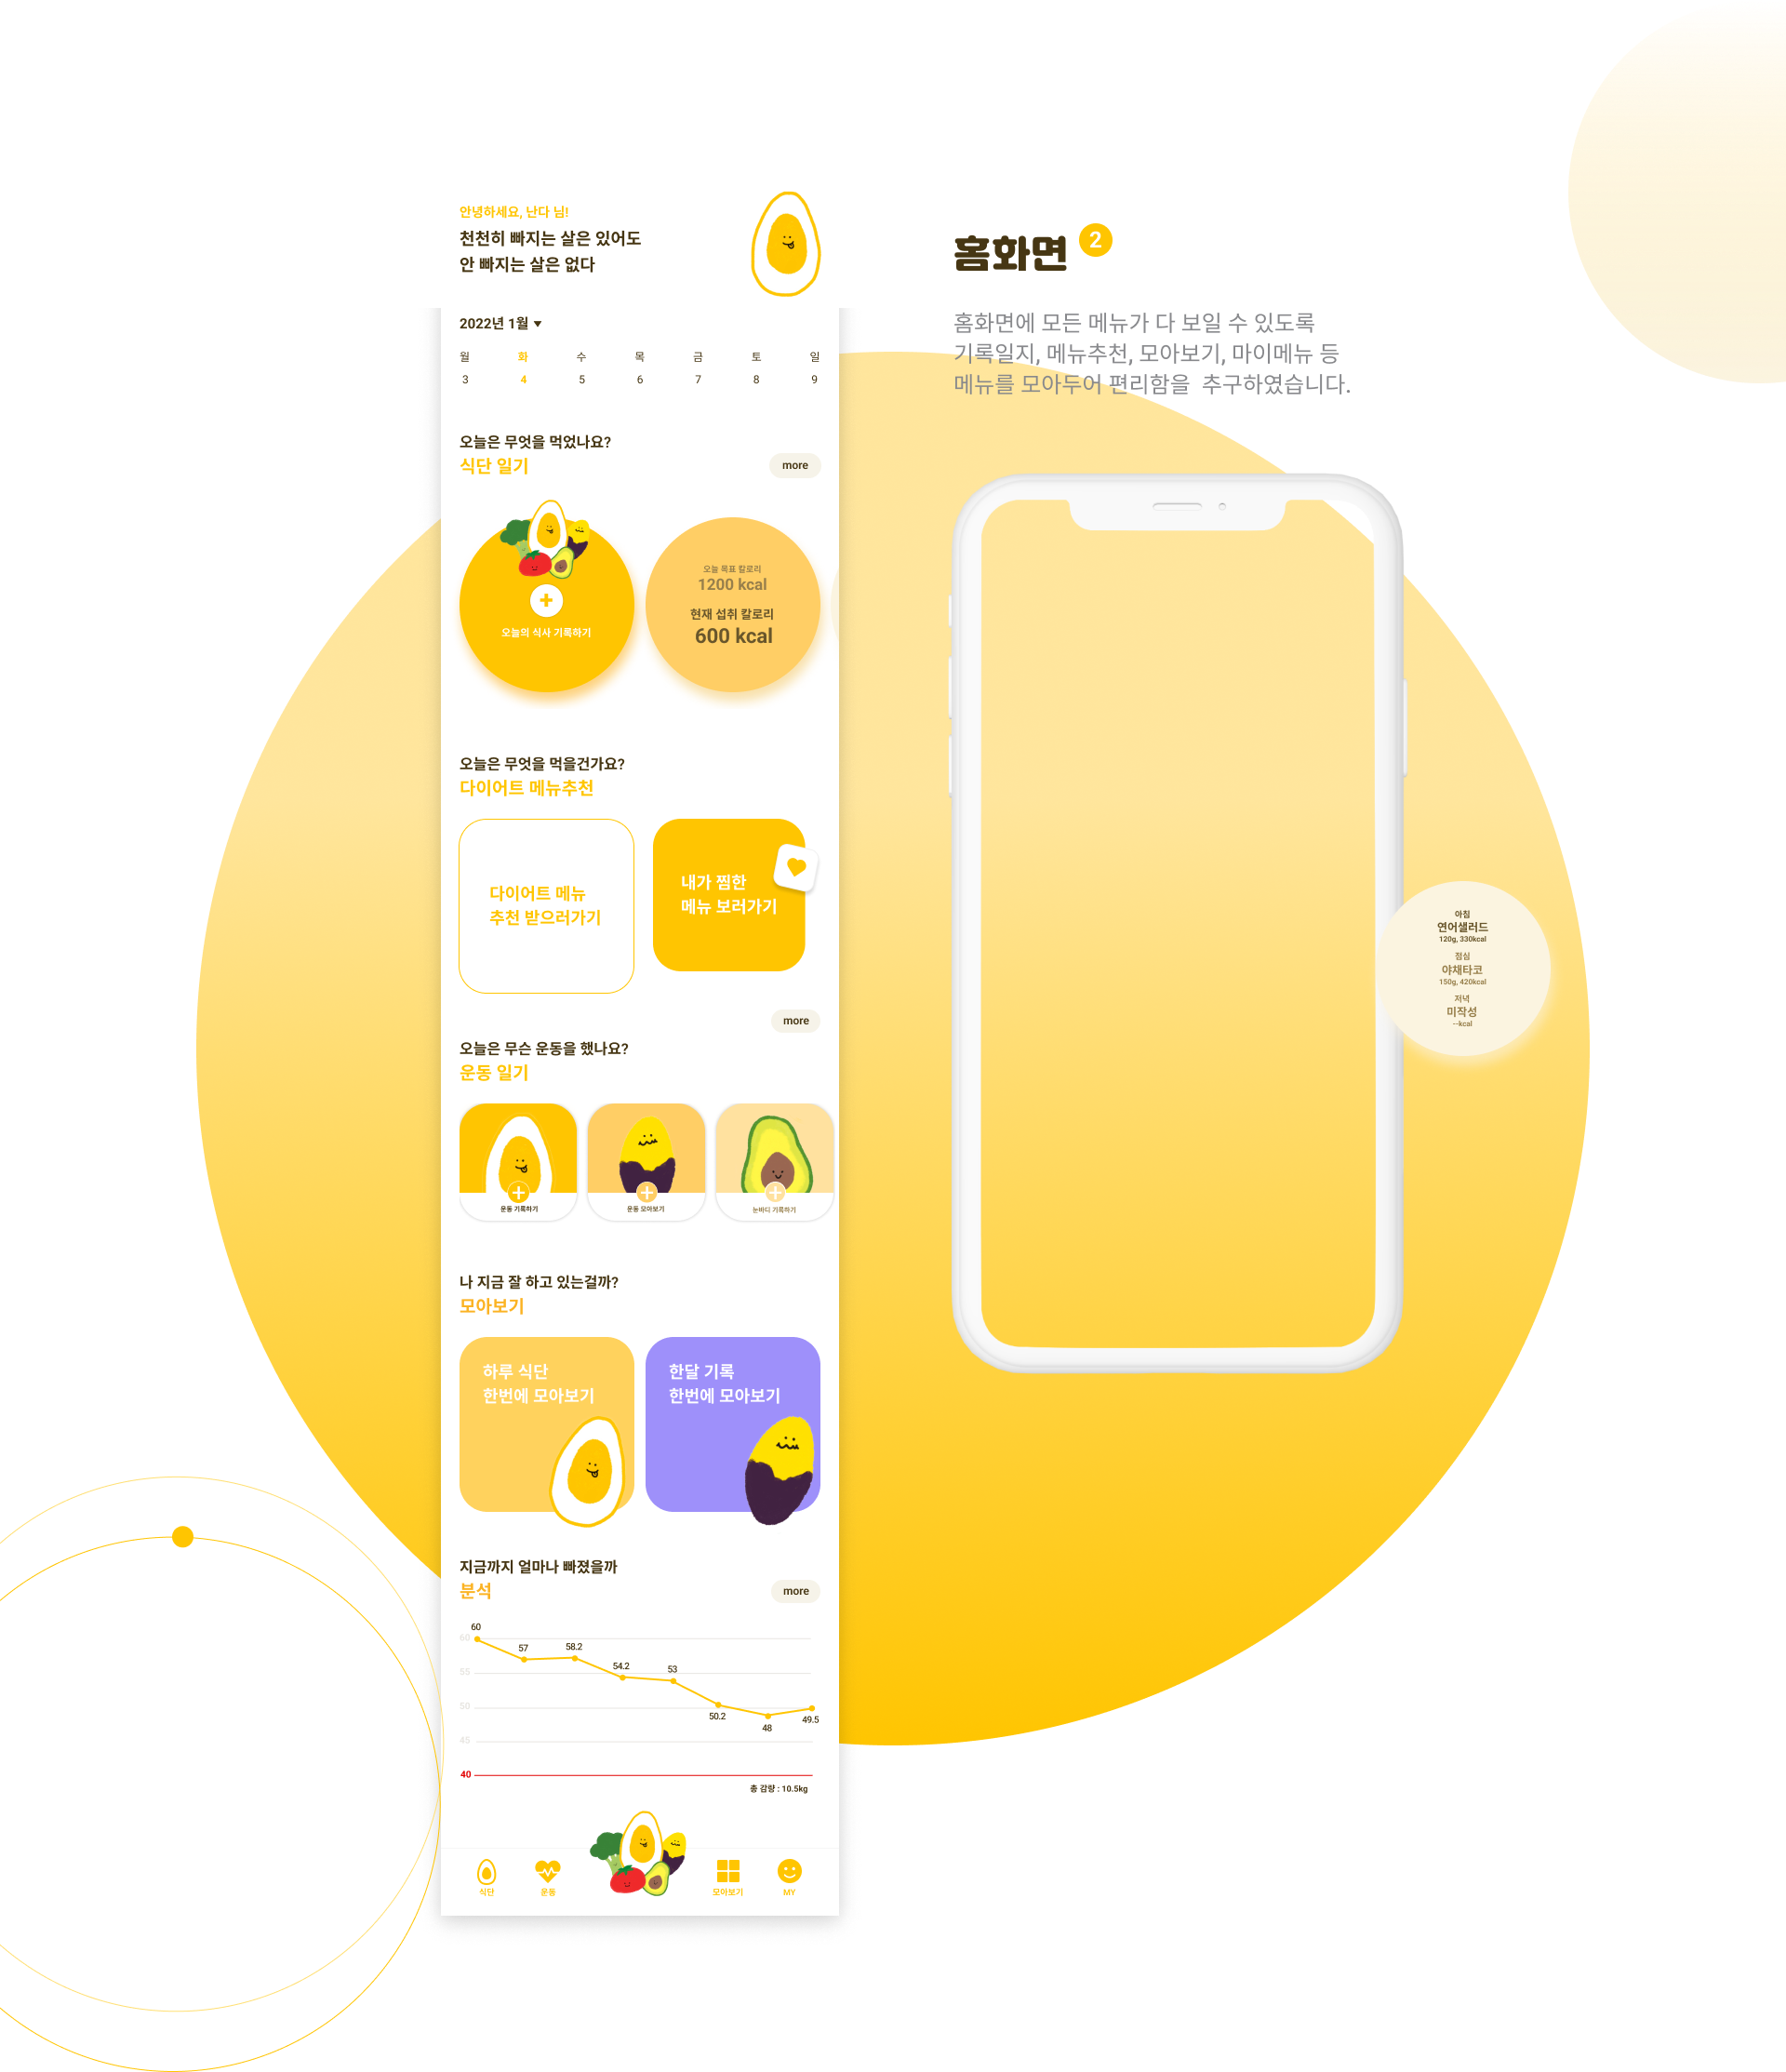 안녕하세요, 난다 님!
천천히 빠지는 살은 있어도
안 빠지는 살은 없다
2022년 1월
월 화 수 목 금 토 일
3 4 5 6 7 8 9
오늘은 무엇을 먹었나요?
식단 일기
more
오늘의 식사 기록하기
오늘 목표 칼로리
1200 kcal
현재 섭취 칼로리
600 kcal
오늘은 무엇을 먹을건가요?
다이어트 메뉴추천
다이어트 메뉴
추천 받으러가기
내가 찜한
메뉴 보러가기
more
오늘은 무슨 운동을 했나요?
운동 일기
운동 기록하기
운동 모아보기
눈바디 기록하기
나 지금 잘 하고 있는걸까?
모아보기
하루 식단
한번에 모아보기
한달 기록
한번에 모아보기
지금까지 얼마나 빠졌을까
분석
more
60
57
58.2
54.2
53
50.2
48
49.5
60
55
50
45
40
총 감량 : 10.5kg
식단
운동
모아보기
MY
홈화면 2
홈화면에 모든 메뉴가 다 보일 수 있도록
기록일지, 메뉴추천, 모아보기, 마이메뉴 등
메뉴를 모아두어 편리함을 추구하였습니다.
아침
연어샐러드
120g, 330kcal
점심
야채타코
150g, 420kcal
저녁
미작성
--kcal